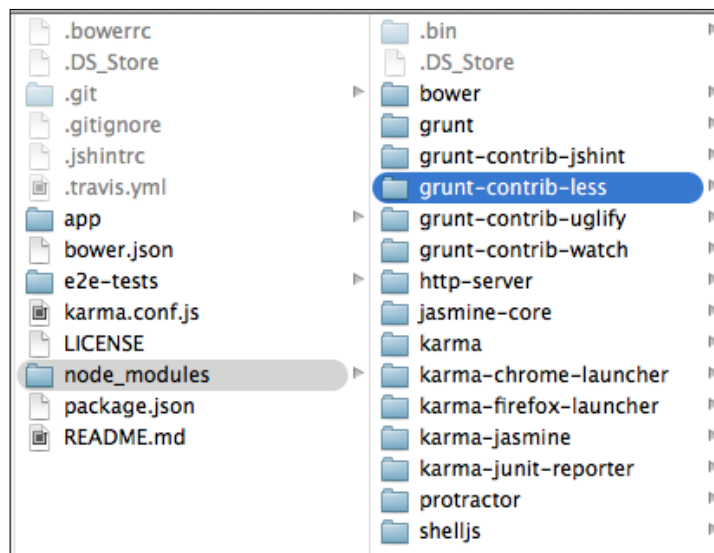 .bowerrc
.DS_Store
.git
.gitignore
.jshintrc
.travis.yml
app
bower.json
e2e-tests
karma.conf.js
LICENSE
node_modules
package.json
README.md
.bin
.DS_Store
bower
grunt
grunt-contrib-jshint
grunt-contrib-less
grunt-contrib-uglify
grunt-contrib-watch
http-server
jasmine-core
karma
karma-chrome-launcher
karma-firefox-launcher
karma-jasmine
karma-junit-reporter
protractor
shelljs